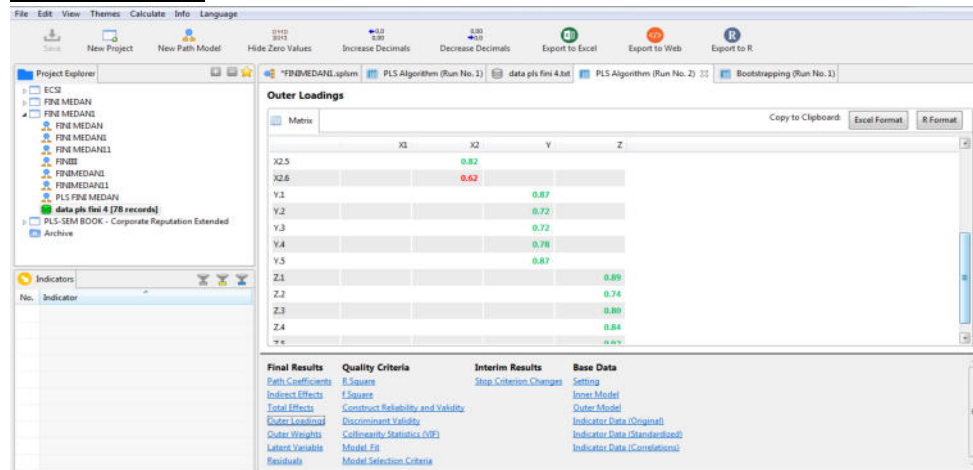 File Edit View Themes Calculate Info Language
Save New Project New Path Model Hide Zero Values Increase Decimals Decrease Decimals Export to Excel Export to Web Export to R
Project Explorer
ECSI
FINI MEDAN
FINI MEDAN1
FINI MEDAN
FINI MEDAN1
FINI MEDAN11
FINIII
FINIMEDAN1
FINIMEDAN11
PLS FINI MEDAN
data pls fini 4 [78 records]
PLS-SEM BOOK - Corporate Reputation Extended
Archive
Indicators
No. Indicator
*FINIMEDAN1.splsm PLS Algorithm (Run No. 1) data pls fini 4.txt PLS Algorithm (Run No. 2) Bootstrapping (Run No. 1)
Outer Loadings
Matrix Copy to Clipboard: Excel Format R Format
X1 X2 Y Z
X2.5 0.82
X2.6 0.62
Y.1 0.87
Y.2 0.72
Y.3 0.72
Y.4 0.78
Y.5 0.87
Z.1 0.89
Z.2 0.74
Z.3 0.80
Z.4 0.84
Final Results Quality Criteria Interim Results Base Data
Path Coefficients R Square Stop Criterion Changes Setting
Indirect Effects f Square Inner Model
Total Effects Construct Reliability and Validity Outer Model
Outer Loadings Discriminant Validity Indicator Data (Original)
Outer Weights Collinearity Statistics (VIF) Indicator Data (Standardized)
Latent Variable Model_Fit Indicator Data (Correlations)
Residuals Model Selection Criteria